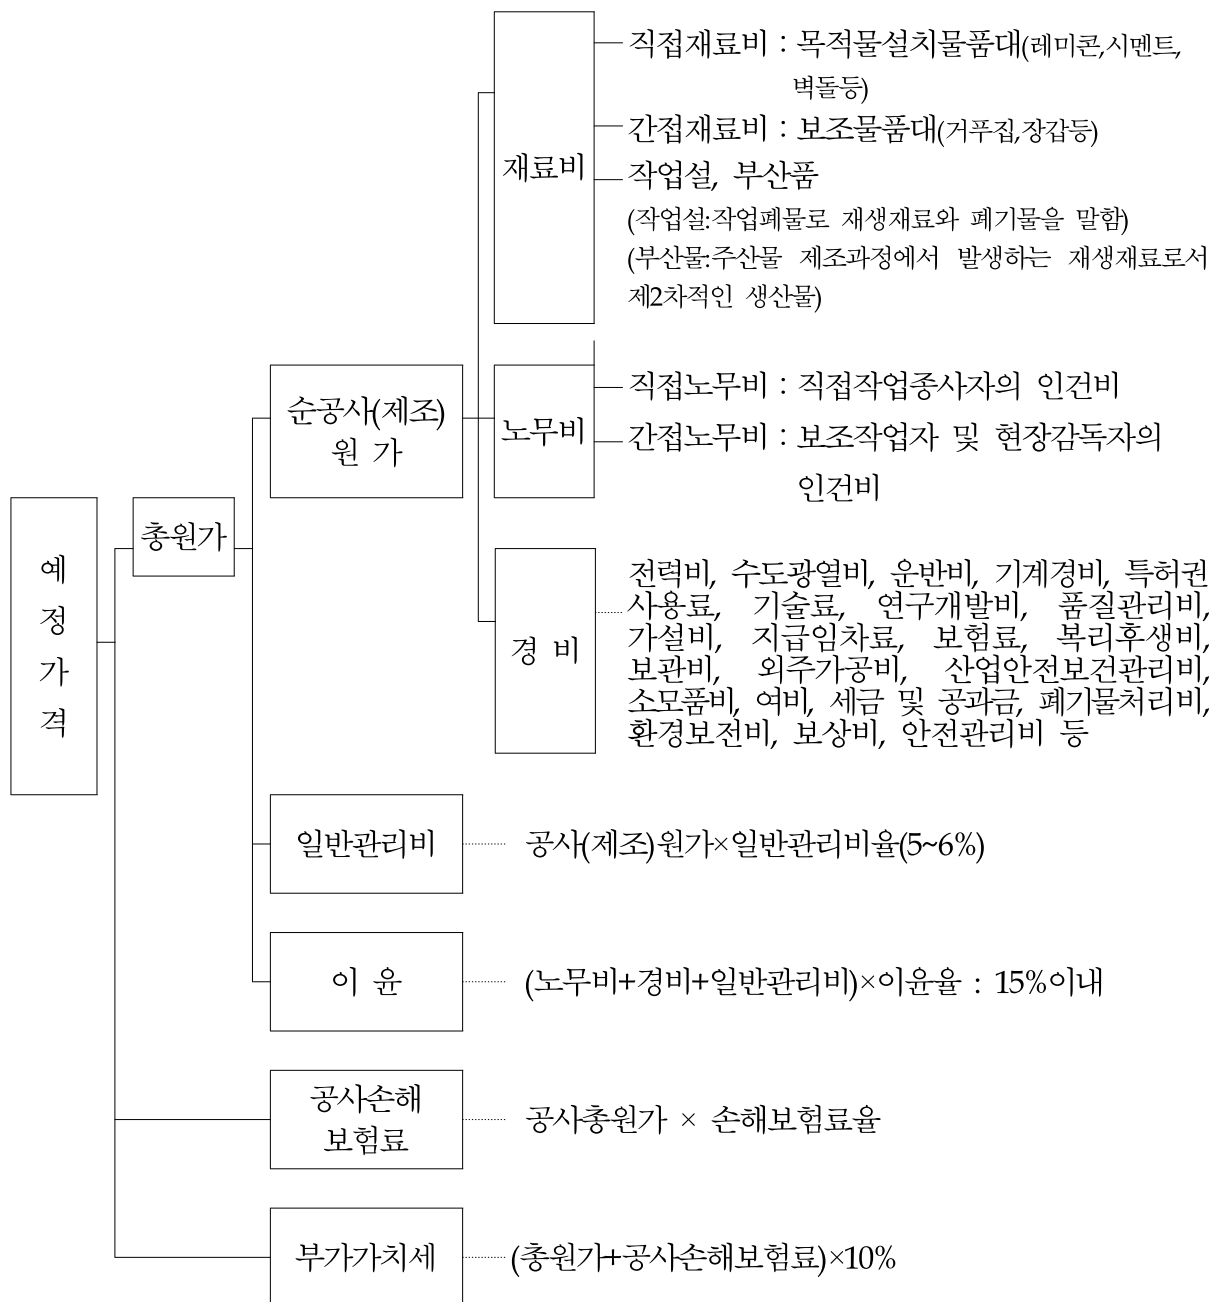 직접재료비 : 목적물설치물품대(레미콘,시멘트,
벽돌등)
간접재료비 : 보조물품대(거푸집,장갑등)
재료비
작업설, 부산품
(작업설:작업폐물로 재생재료와 폐기물을 말함)
(부산물:주산물 제조과정에서 발생하는 재생재료로서
제2차적인 생산물)
순공사(제조)
원 가
노무비
직접노무비 : 직접작업종사자의 인건비
간접노무비 : 보조작업자 및 현장감독자의
인건비
예
정
가
격
총원가
경 비
전력비, 수도광열비, 운반비, 기계경비, 특허권
사용료, 기술료, 연구개발비, 품질관리비,
가설비, 지급임차료, 보험료, 복리후생비,
보관비, 외주가공비, 산업안전보건관리비,
소모품비, 여비, 세금 및 공과금, 폐기물처리비,
환경보전비, 보상비, 안전관리비 등
일반관리비 공사(제조)원가×일반관리비율(5~6%)
이 윤 (노무비+경비+일반관리비)×이윤율 : 15%이내
공사손해
보험료
공사총원가 × 손해보험료율
부가가치세 (총원가+공사손해보험료)×10%